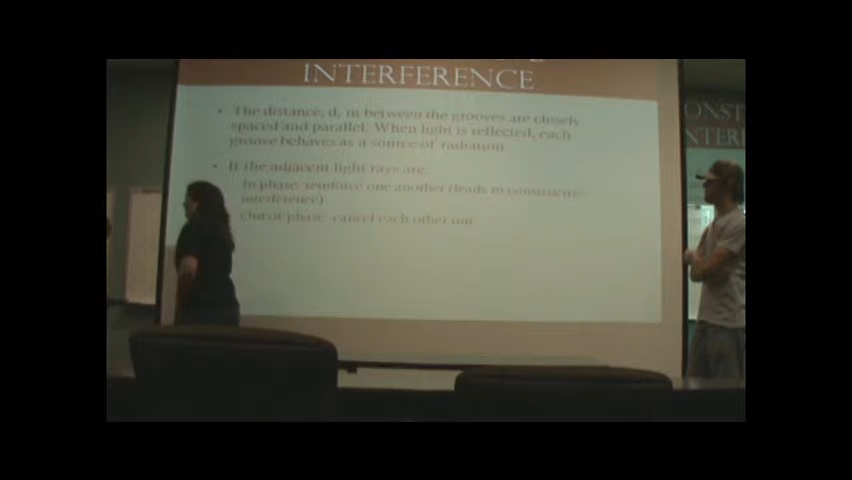 INTERFERENCE
• The distance, d, in between the grooves are closely
spaced and parallel. When light is reflected, each
groove behaves as a source of radiation
• If the adjacent light rays are:
In phase-reinforce one another (leads to constructive
interference)
Out of phase -cancel each other out
ONST
NTERF